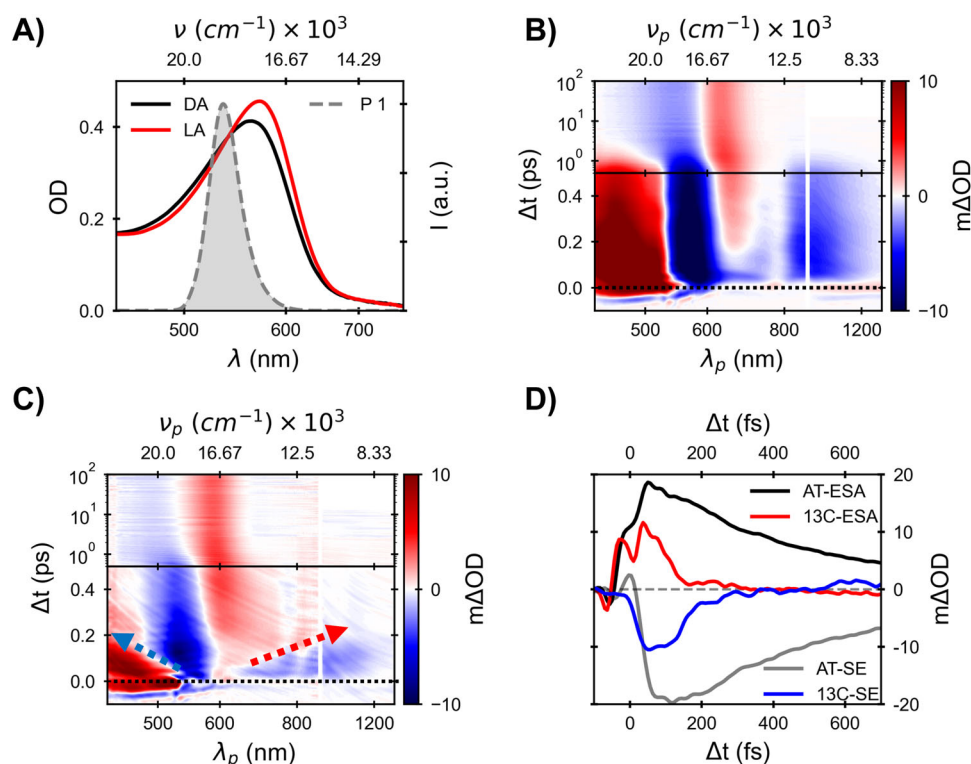 A)
ν (cm⁻¹) × 10³
20.0 16.67 14.29
DA
LA
P 1
OD
0.4
0.2
0.0
I (a.u.)
500 600 700
λ (nm)
B)
ν_p (cm⁻¹) × 10³
20.0 16.67 12.5 8.33
Δt (ps)
10²
10¹
10⁰
0.4
0.2
0.0
500 600 800 1200
λ_p (nm)
10
0
−10
mΔOD
C)
ν_p (cm⁻¹) × 10³
20.0 16.67 12.5 8.33
Δt (ps)
10²
10¹
10⁰
0.4
0.2
0.0
500 600 800 1200
λ_p (nm)
10
0
−10
mΔOD
D)
Δt (fs)
0 200 400 600
AT-ESA
13C-ESA
AT-SE
13C-SE
20
10
0
−10
−20
mΔOD
0 200 400 600
Δt (fs)